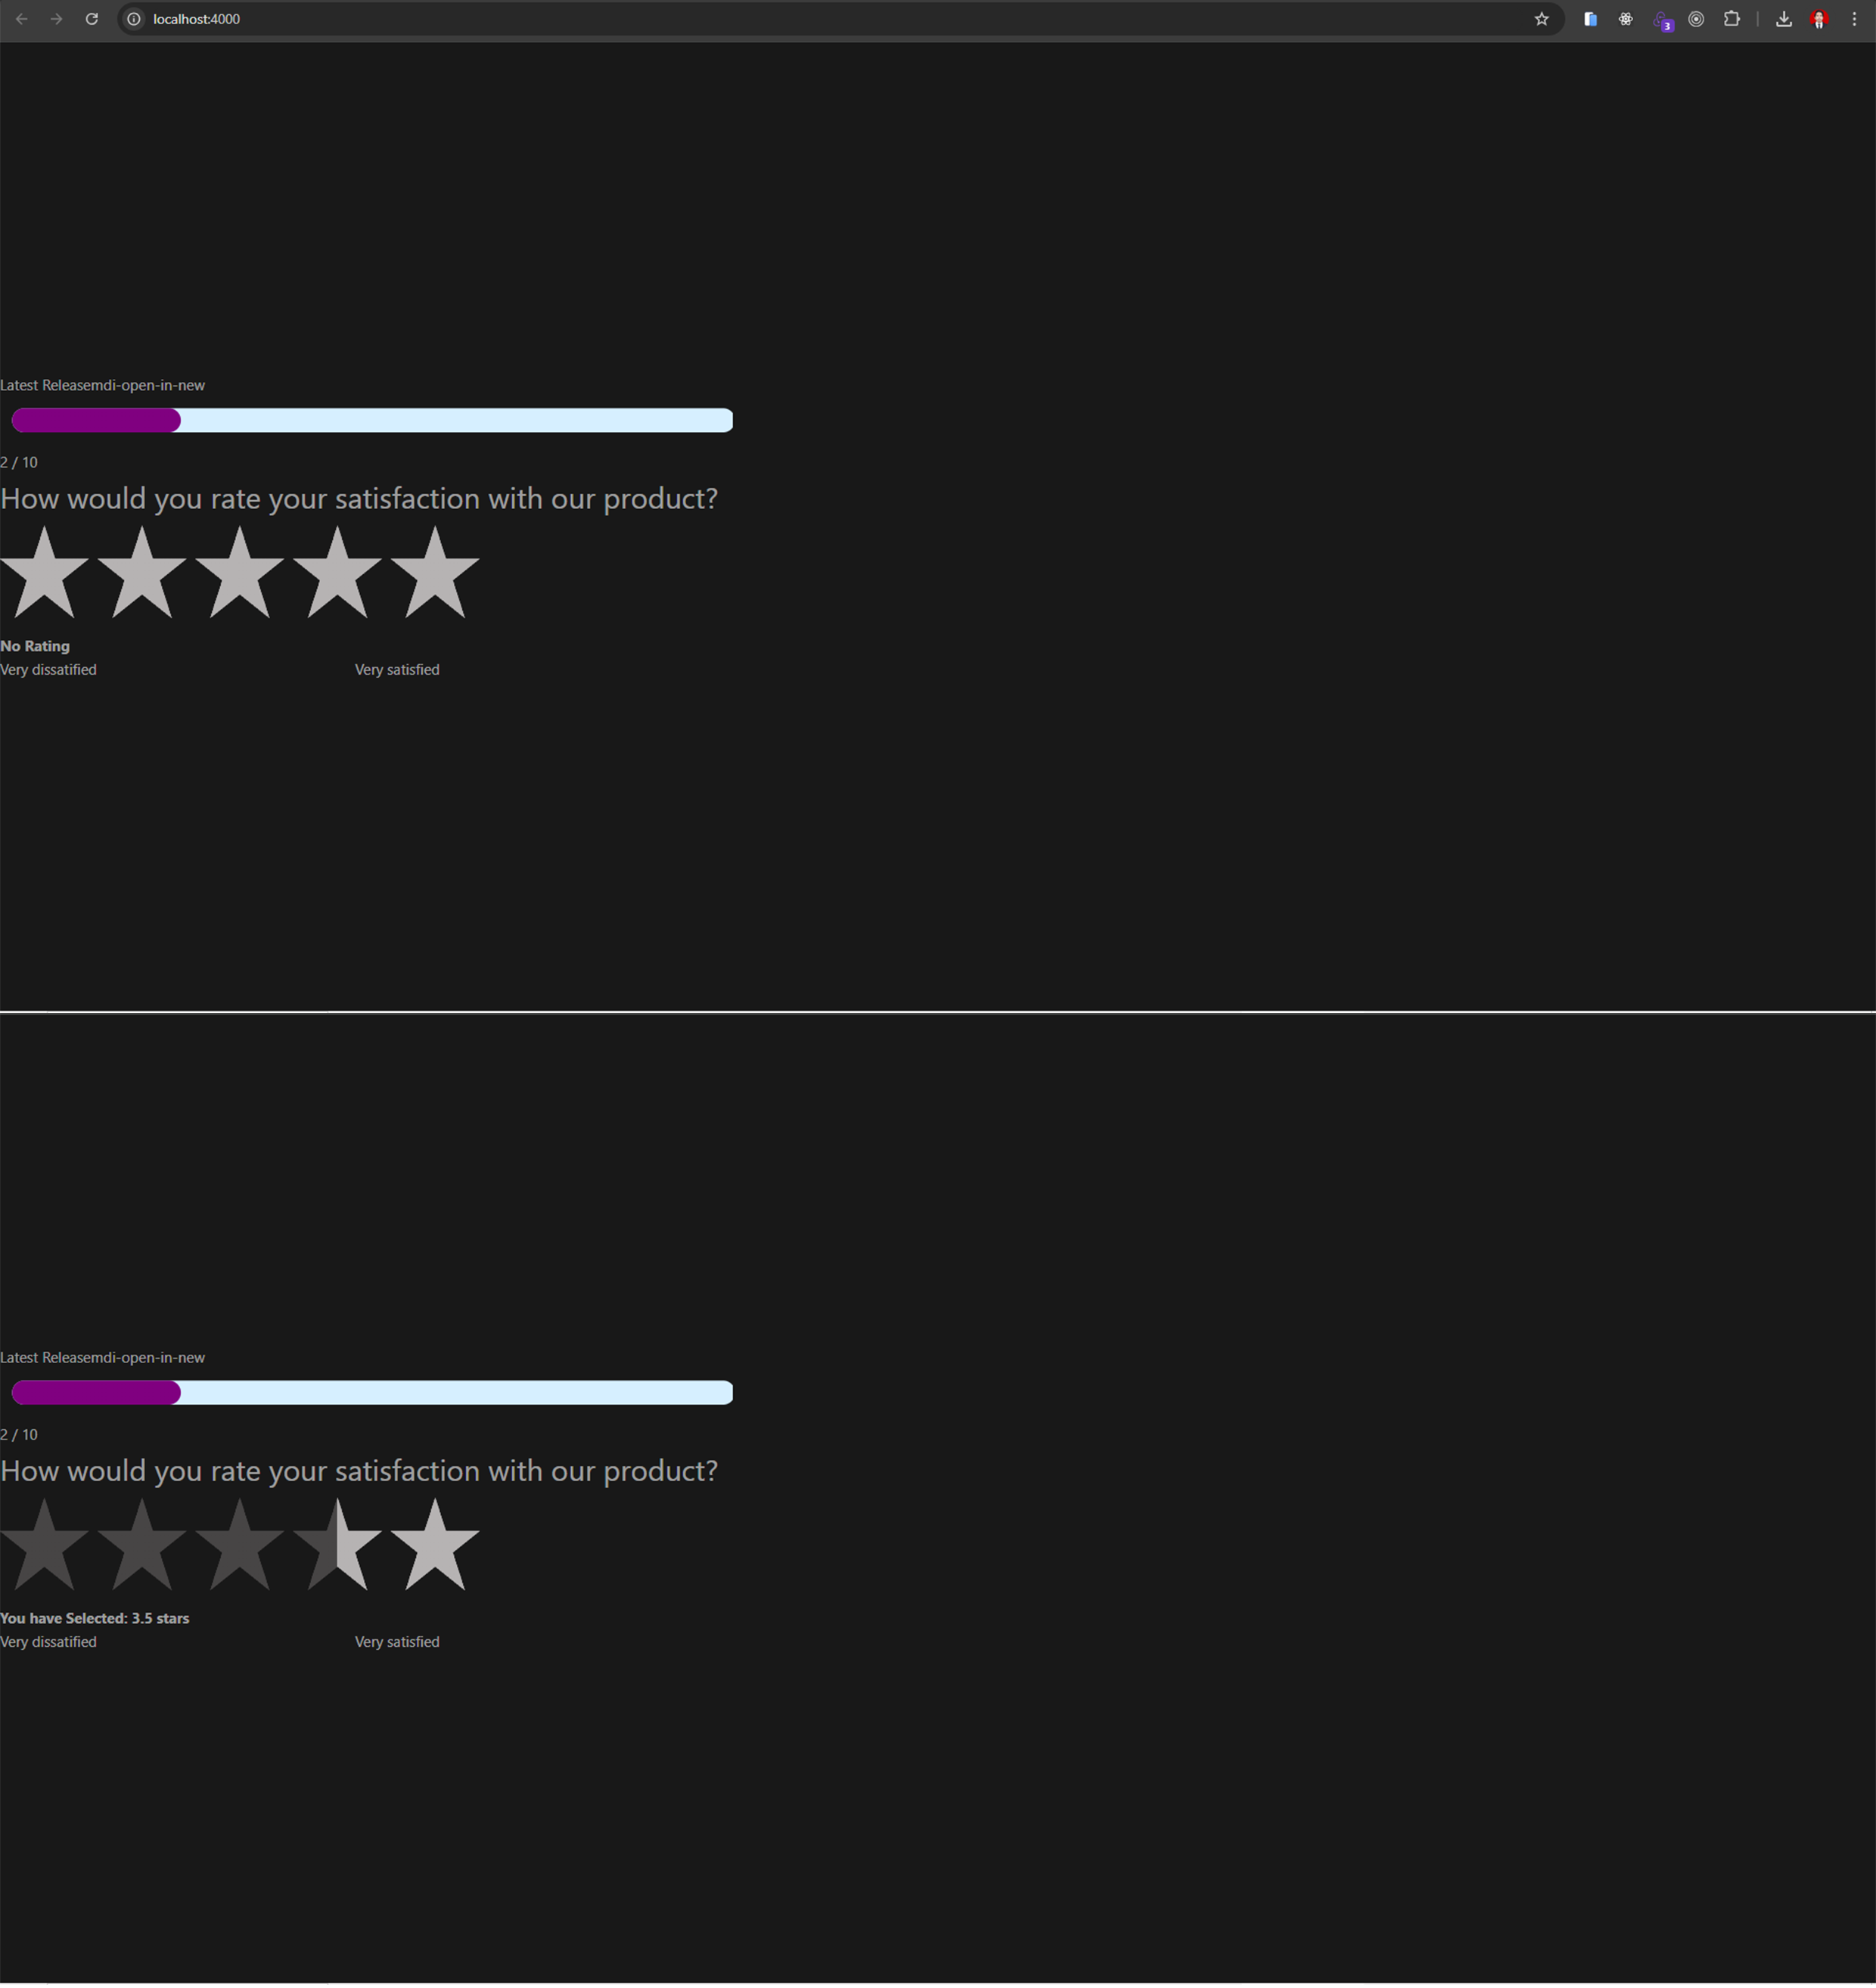 localhost:4000
3
Latest Releasemdi-open-in-new
2 / 10
How would you rate your satisfaction with our product?
No Rating
Very dissatified Very satisfied
Latest Releasemdi-open-in-new
2 / 10
How would you rate your satisfaction with our product?
You have Selected: 3.5 stars
Very dissatified Very satisfied